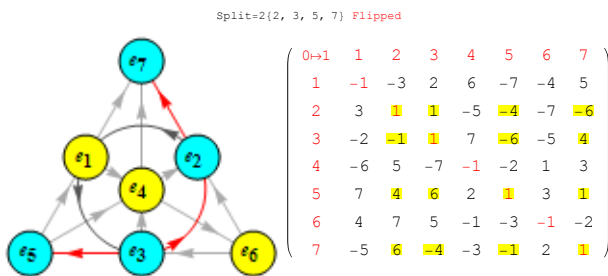 Split=2{2, 3, 5, 7} Flipped
e7
e1
e2
e4
e5
e3
e6
0↦1 1 2 3 4 5 6 7
1 −1 −3 2 6 −7 −4 5
2 3 1 1 −5 −4 −7 −6
3 −2 −1 1 7 −6 −5 4
4 −6 5 −7 −1 −2 1 3
5 7 4 6 2 1 3 1
6 4 7 5 −1 −3 −1 −2
7 −5 6 −4 −3 −1 2 1